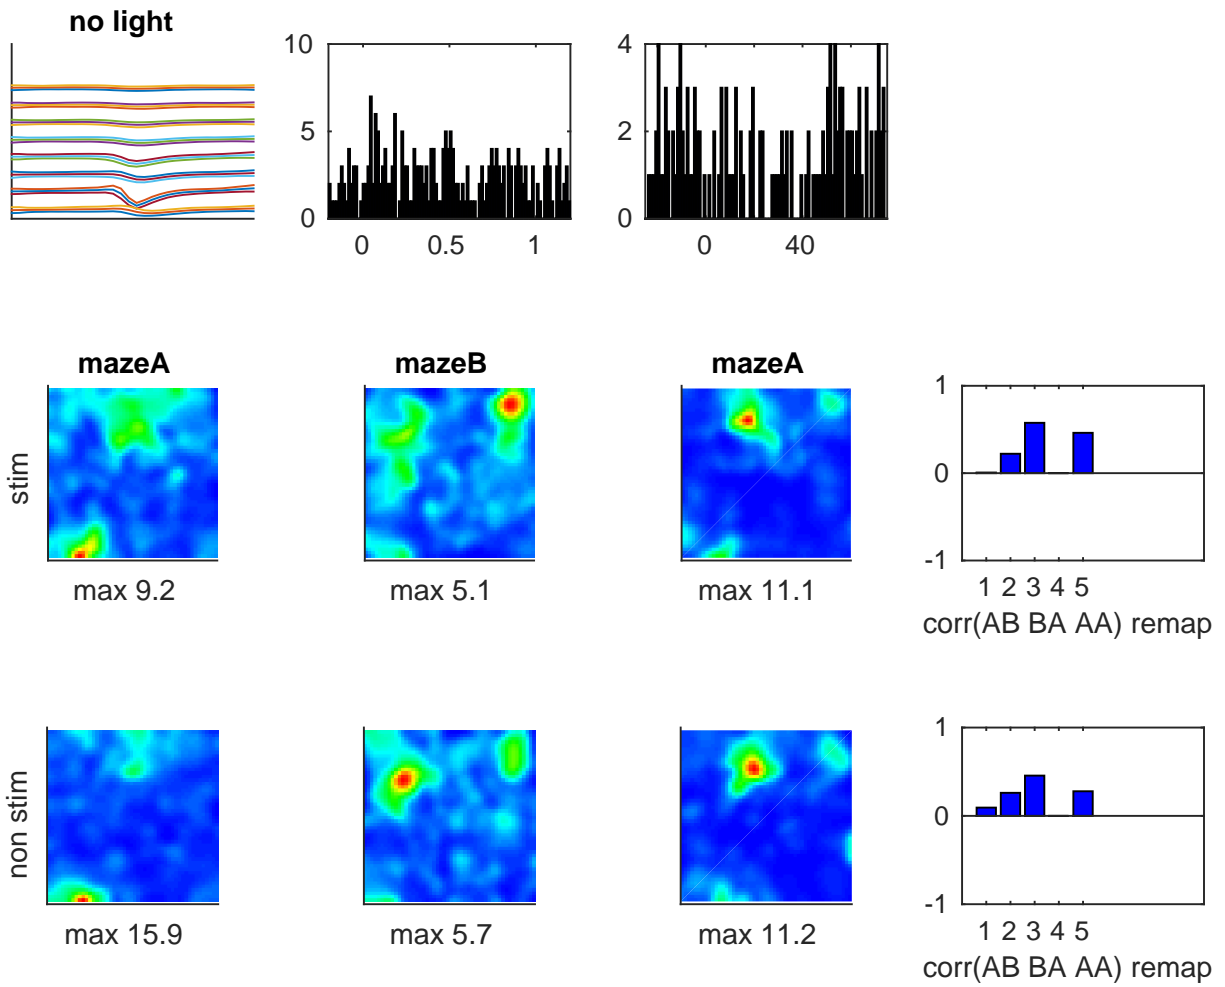 no light
10
5
0
0 0.5 1
4
2
0
0 40
mazeA mazeB mazeA
stim
max 9.2 max 5.1 max 11.1
1
0
-1
1 2 3 4 5
corr(AB BA AA) remap
non stim
max 15.9 max 5.7 max 11.2
1
0
-1
1 2 3 4 5
corr(AB BA AA) remap